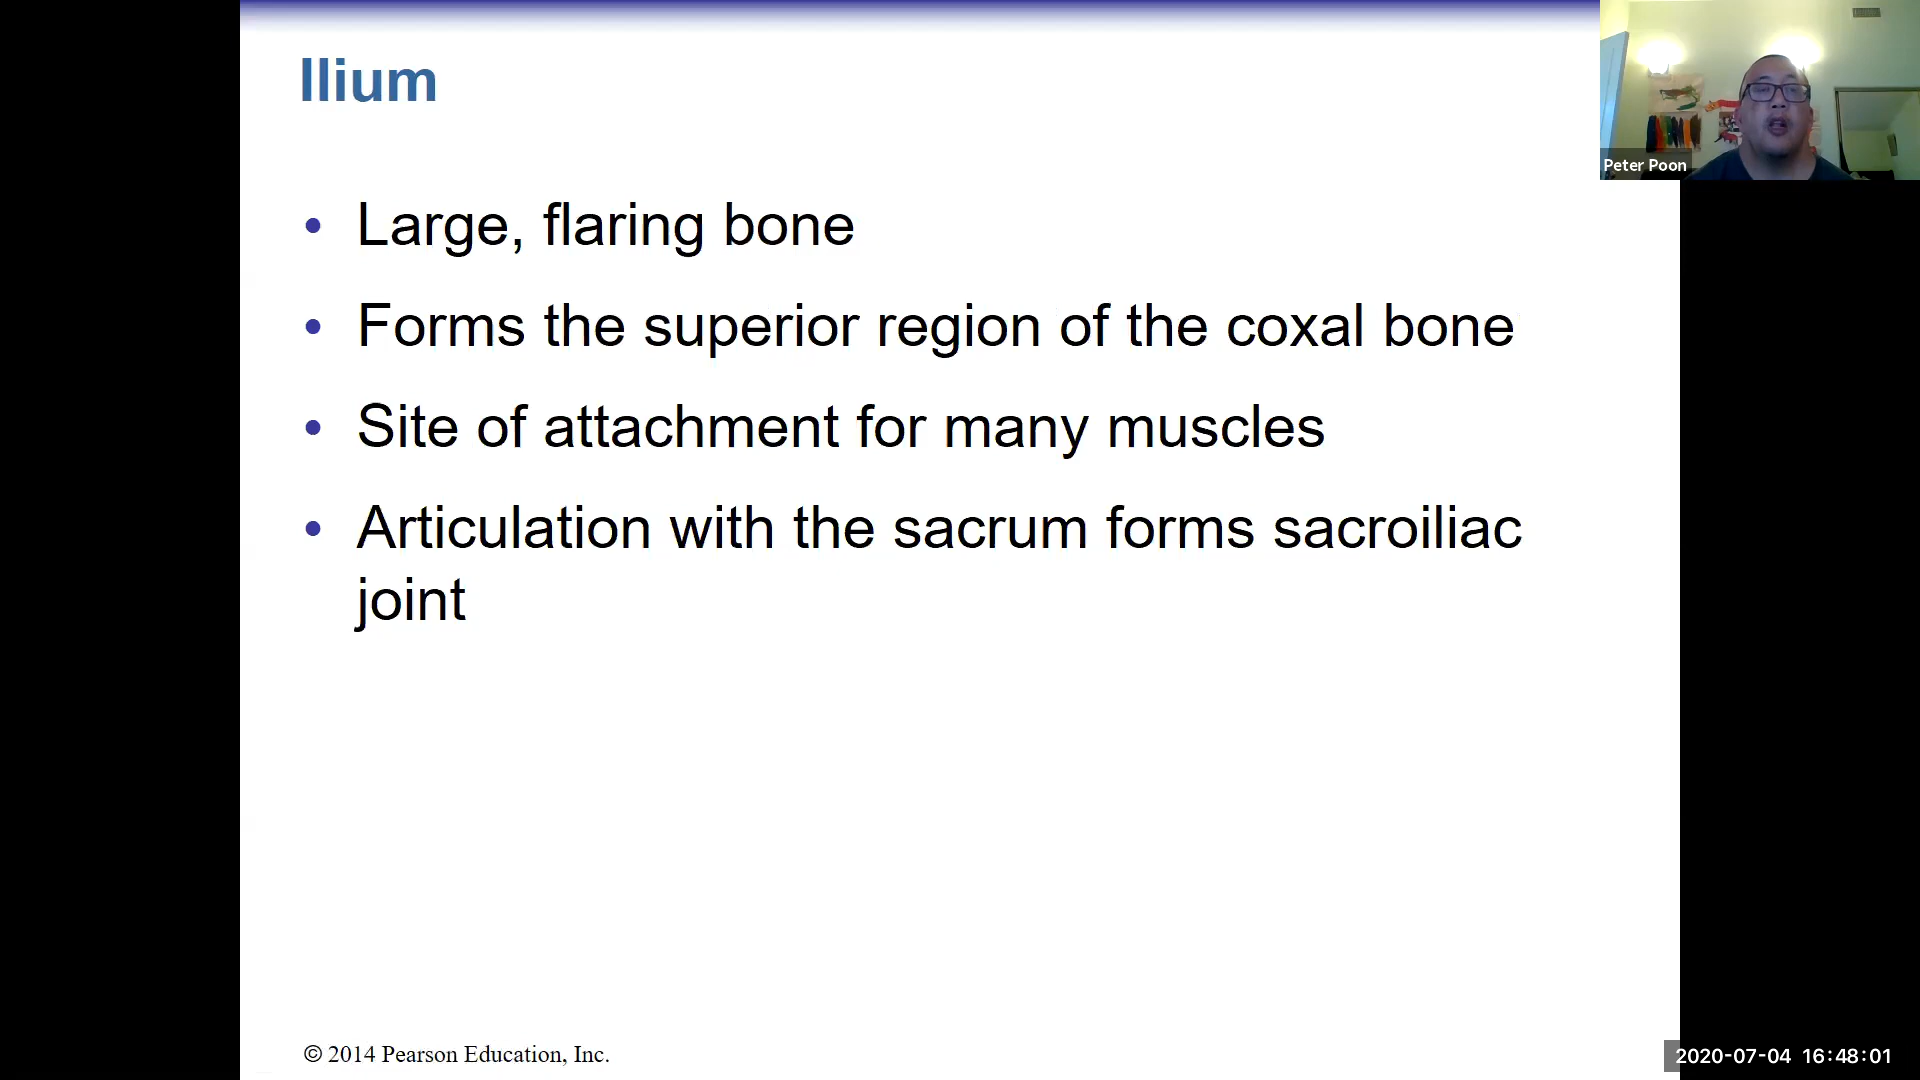 Ilium
Peter Poon
• Large, flaring bone
• Forms the superior region of the coxal bone
• Site of attachment for many muscles
• Articulation with the sacrum forms sacroiliac
joint
© 2014 Pearson Education, Inc.
2020-07-04 16:48:01